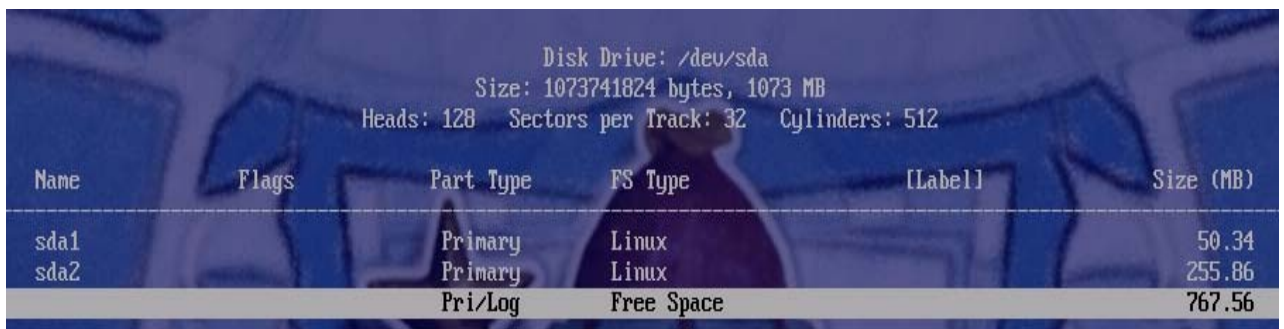 Disk Drive: /dev/sda
Size: 1073741824 bytes, 1073 MB
Heads: 128 Sectors per Track: 32 Cylinders: 512
Name Flags Part Type FS Type [Label] Size (MB)
sda1 Primary Linux 50.34
sda2 Primary Linux 255.86
Pri/Log Free Space 767.56